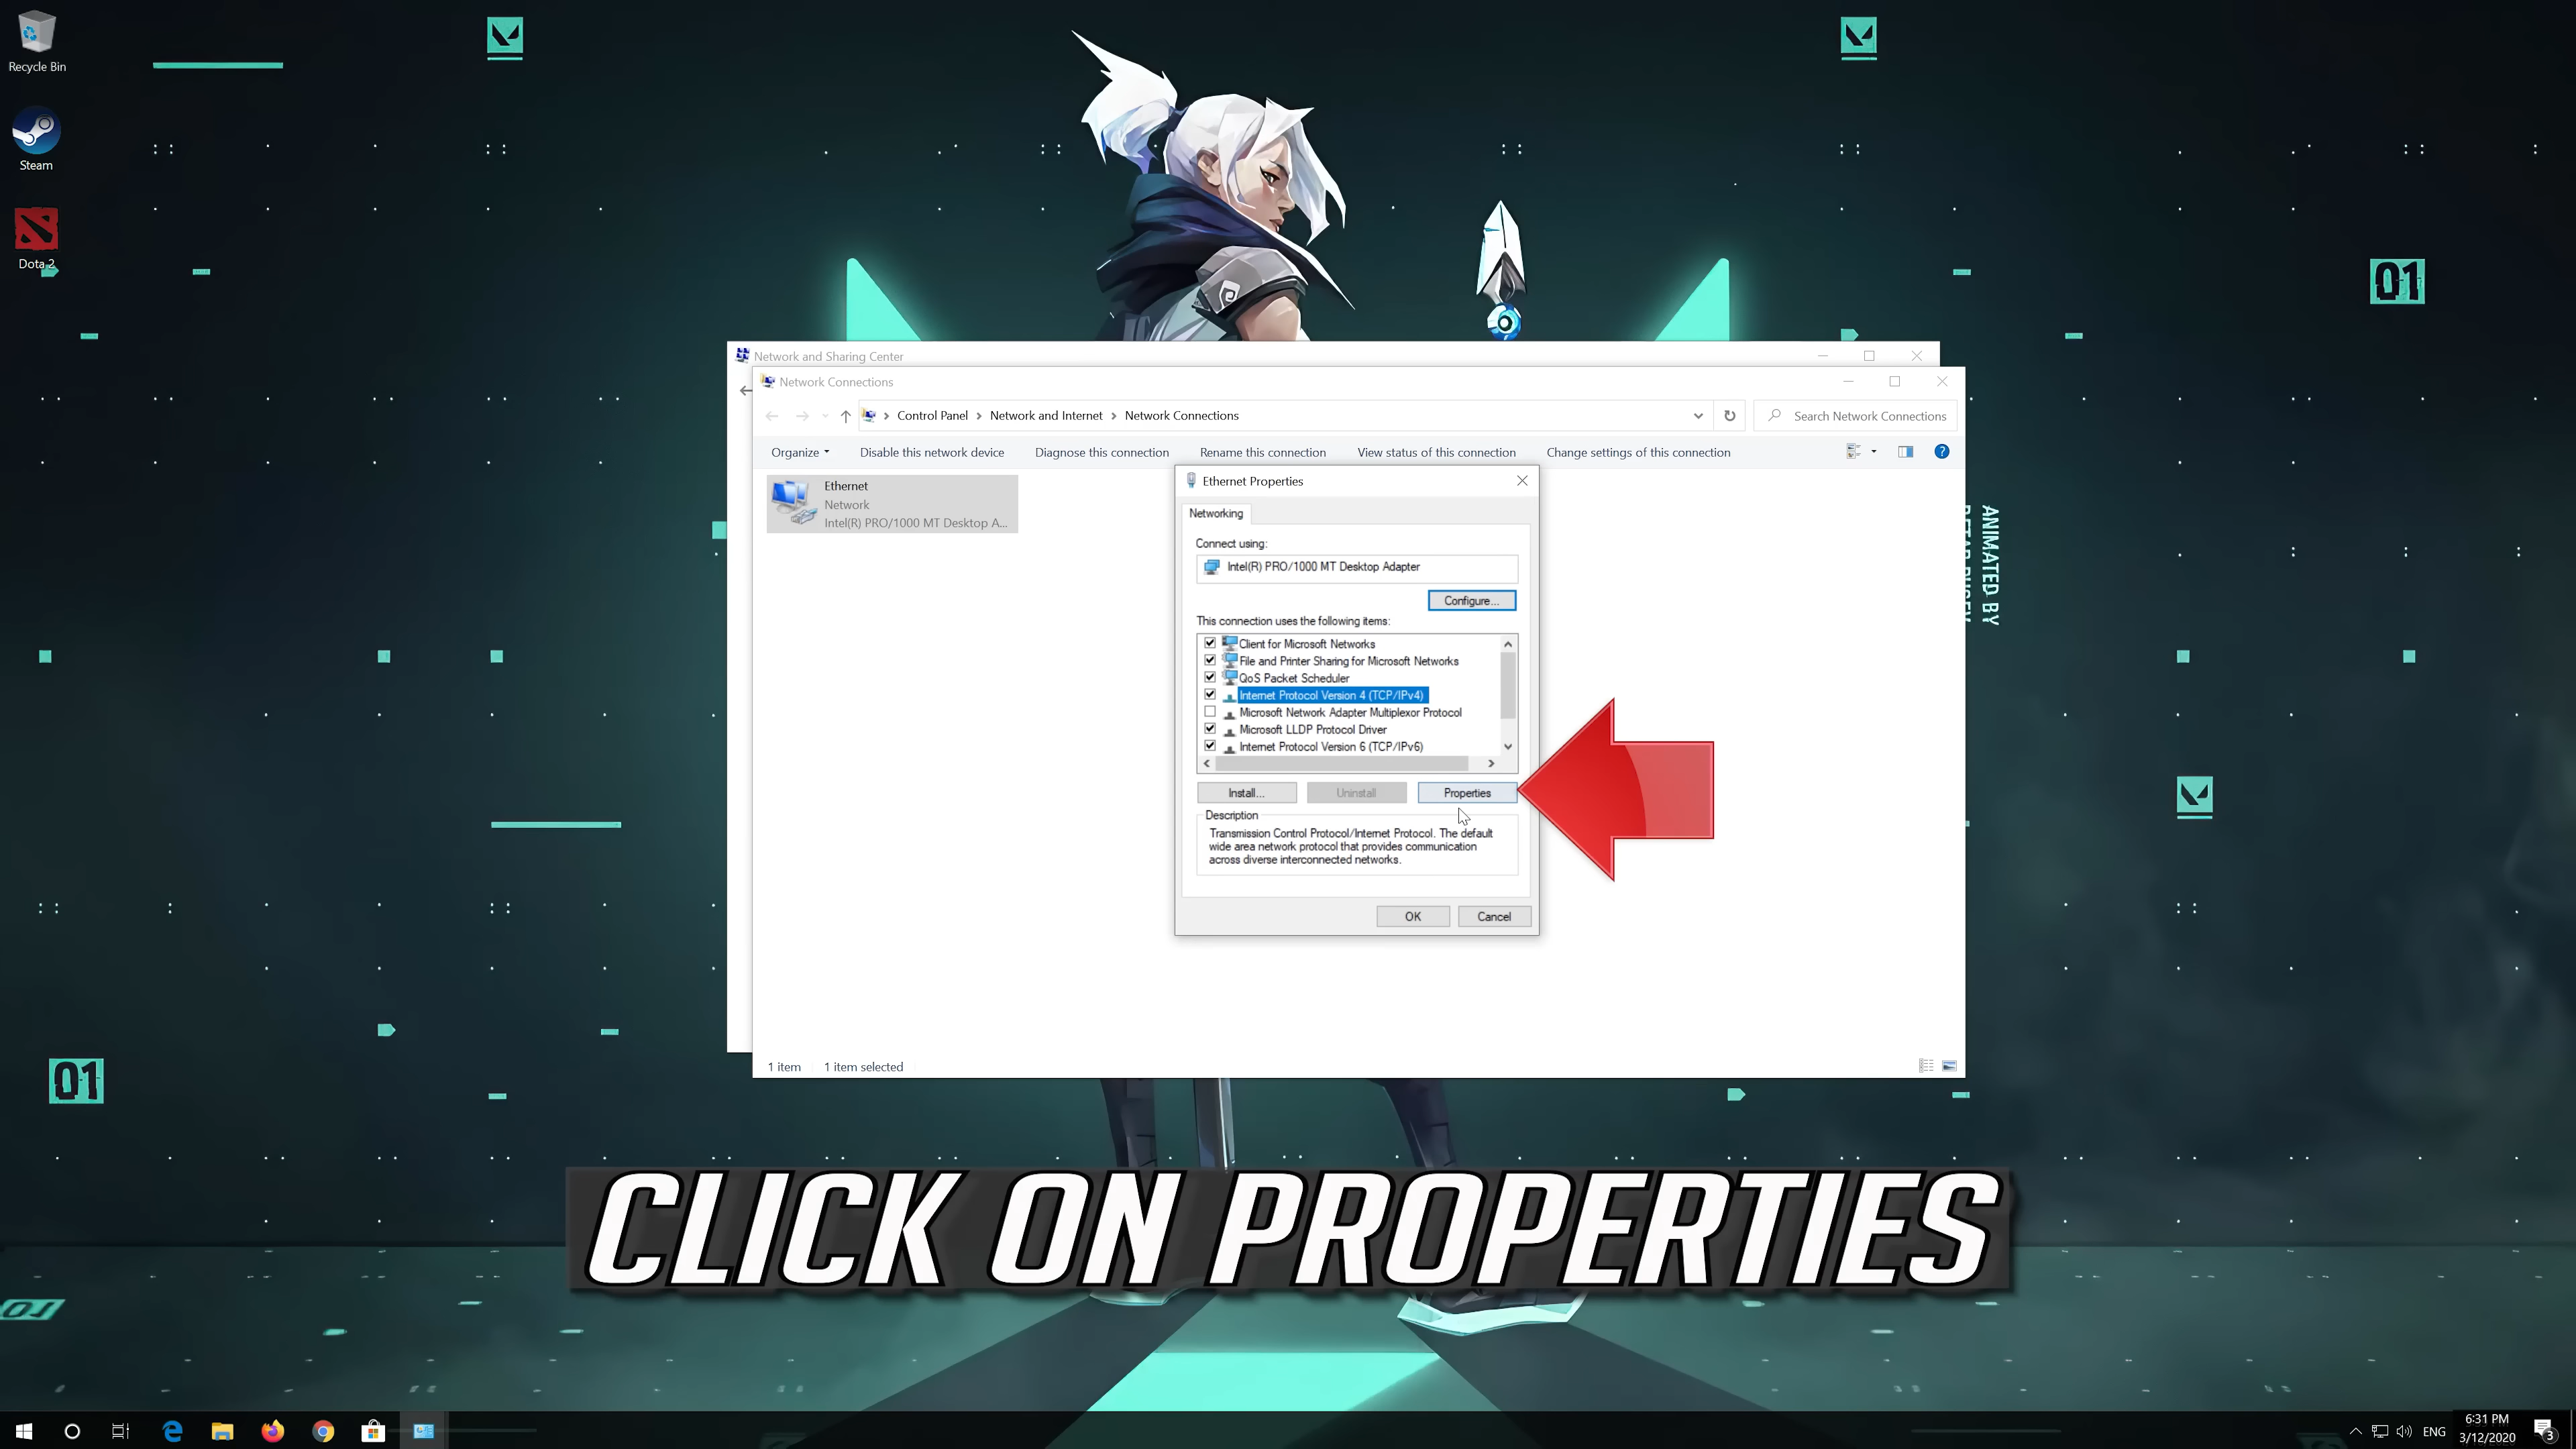 Recycle Bin
Steam
Dota 2
01
Network and Sharing Center
Network Connections
Control Panel
Network and Internet
Network Connections
Search Network Connections
Organize
Disable this network device
Diagnose this connection
Rename this connection
View status of this connection
Change settings of this connection
Ethernet
Network
Intel(R) PRO/1000 MT Desktop A...
Ethernet Properties
Networking
Connect using:
Intel(R) PRO/1000 MT Desktop Adapter
Configure...
This connection uses the following items:
Client for Microsoft Networks
File and Printer Sharing for Microsoft Networks
QoS Packet Scheduler
Internet Protocol Version 4 (TCP/IPv4)
Microsoft Network Adapter Multiplexor Protocol
Microsoft LLDP Protocol Driver
Internet Protocol Version 6 (TCP/IPv6)
Install...
Uninstall
Properties
Description
Transmission Control Protocol/Internet Protocol. The default
wide area network protocol that provides communication
across diverse interconnected networks.
OK
Cancel
ANIMATED BY
1 item
1 item selected
01
CLICK ON PROPERTIES
01
ENG
6:31 PM
3/12/2020
3